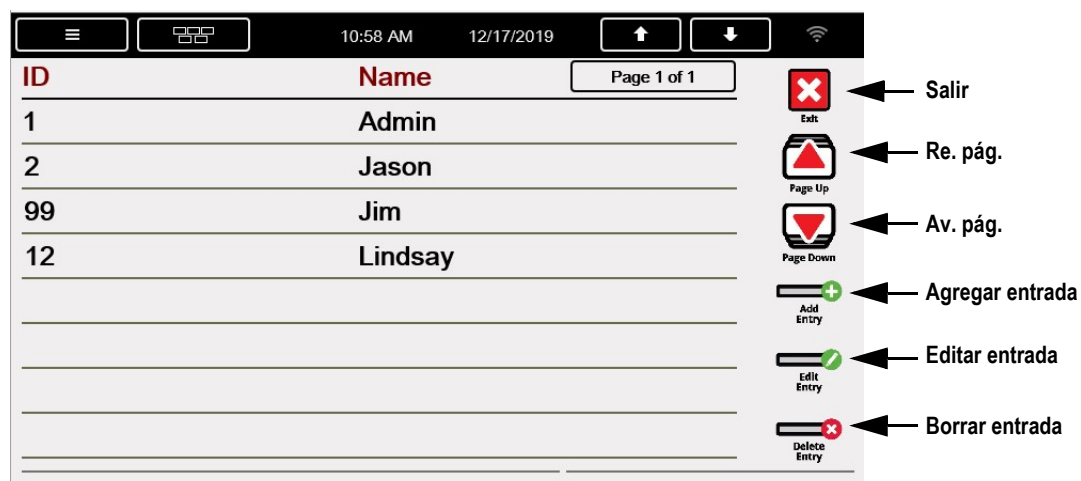 10:58 AM 12/17/2019
ID Name Page 1 of 1
1 Admin
2 Jason
99 Jim
12 Lindsay
Exit
Salir
Page Up
Re. pág.
Page Down
Av. pág.
Add
Entry
Agregar entrada
Edit
Entry
Editar entrada
Delete
Entry
Borrar entrada